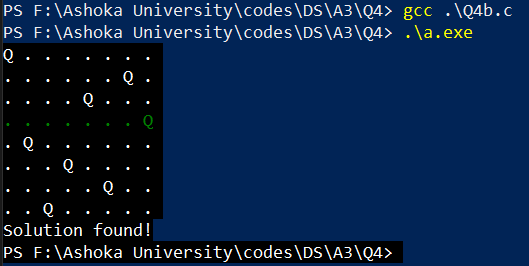 PS F:\Ashoka University\codes\DS\A3\Q4> gcc .\Q4b.c
PS F:\Ashoka University\codes\DS\A3\Q4> .\a.exe
Q . . . . . . .
. . . . . . Q .
. . . . Q . . .
. . . . . . . Q
. Q . . . . . .
. . . Q . . . .
. . . . . Q . .
. . Q . . . . .
Solution found!
PS F:\Ashoka University\codes\DS\A3\Q4>